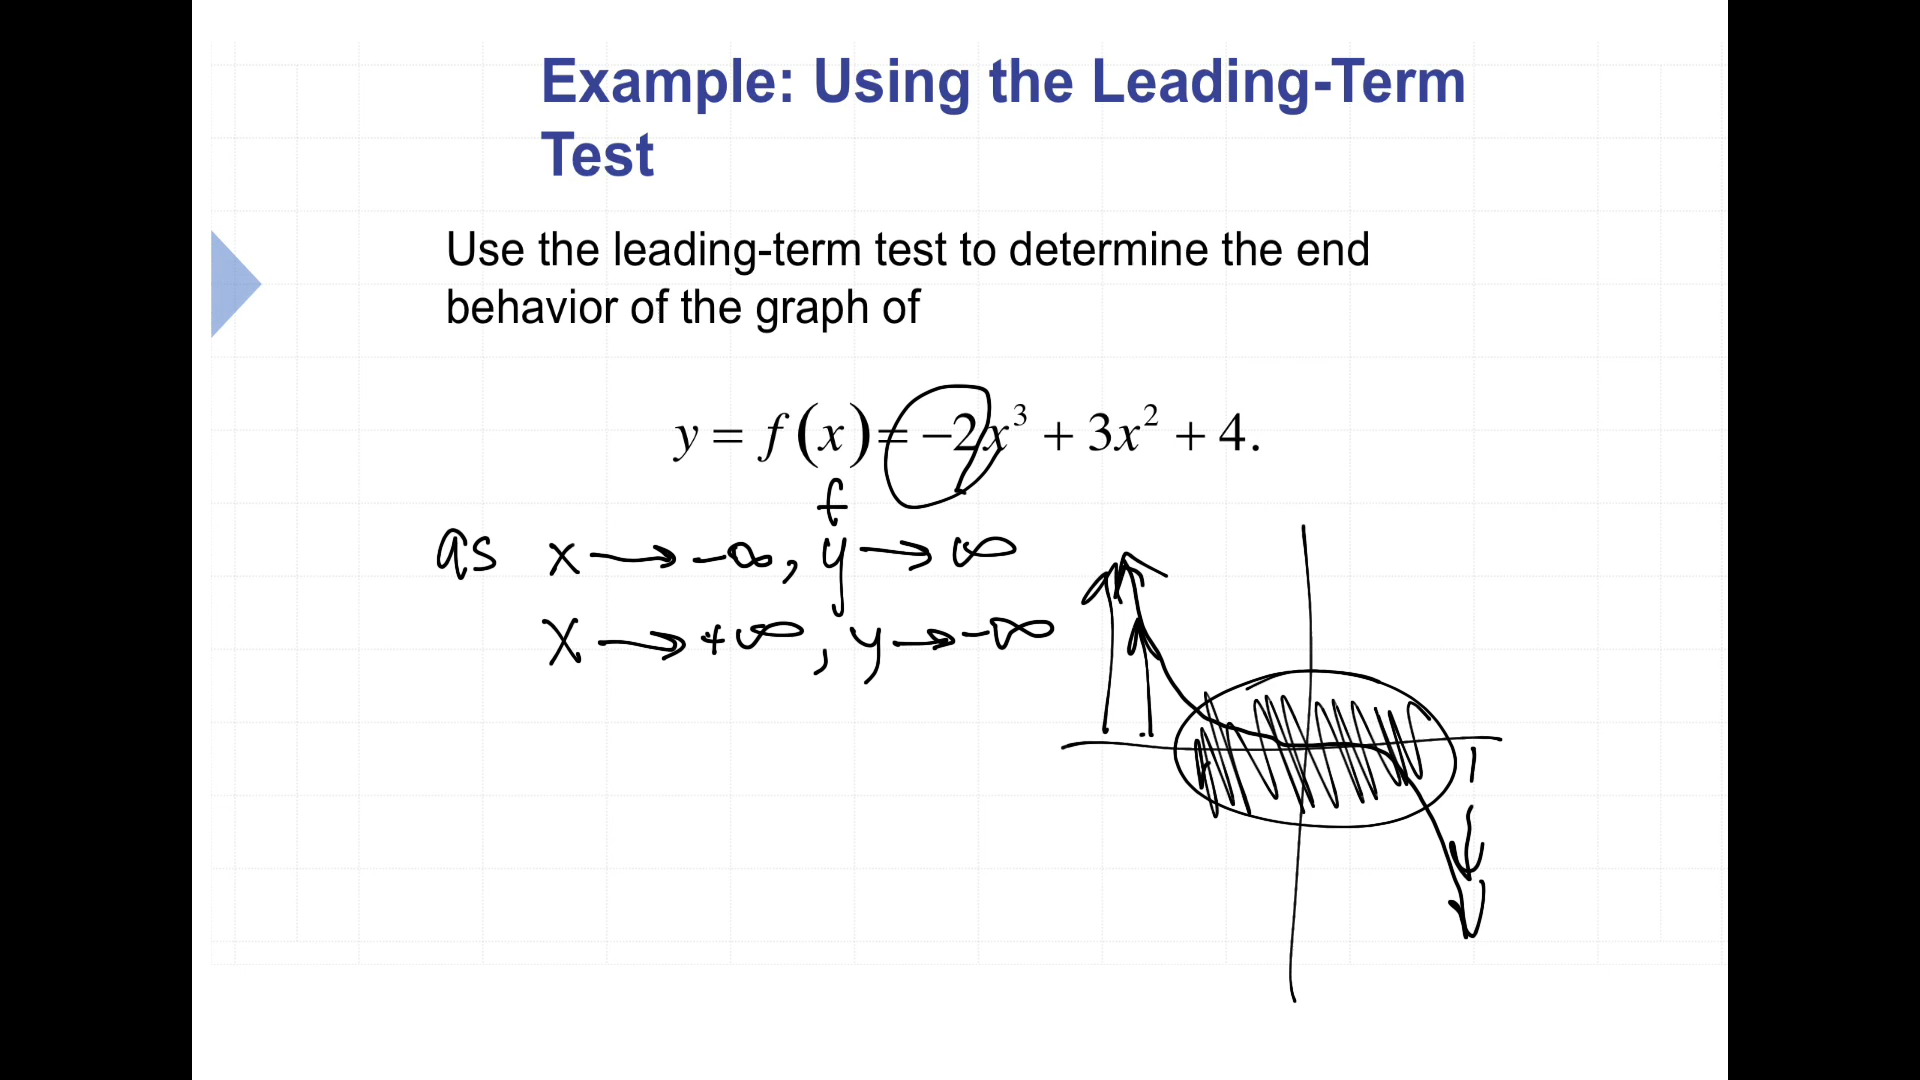 Example: Using the Leading-Term
Test
Use the leading-term test to determine the end
behavior of the graph of
y = f(x) = −2x³ + 3x² + 4.
f
as x → -∞, y → ∞
x → +∞, y → -∞